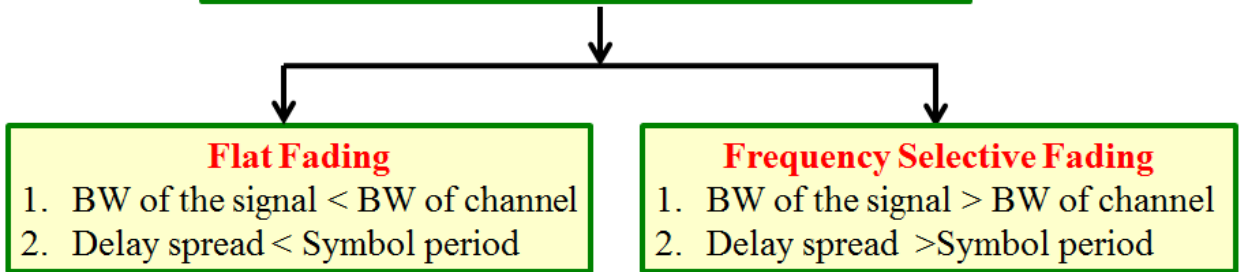 Flat Fading
1. BW of the signal < BW of channel
2. Delay spread < Symbol period
Frequency Selective Fading
1. BW of the signal > BW of channel
2. Delay spread >Symbol period